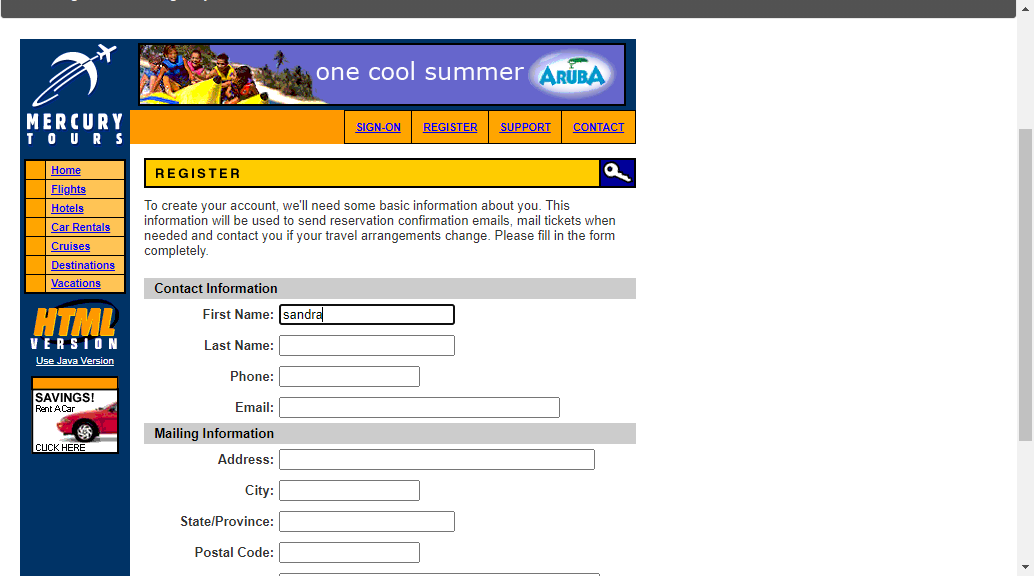 one cool summer
ARUBA
MERCURY
TOURS
SIGN-ON
REGISTER
SUPPORT
CONTACT
Home
Flights
Hotels
Car Rentals
Cruises
Destinations
Vacations
HTML
VERSION
Use Java Version
SAVINGS!
Rent A Car
CLICK HERE
REGISTER
To create your account, we'll need some basic information about you. This
information will be used to send reservation confirmation emails, mail tickets when
needed and contact you if your travel arrangements change. Please fill in the form
completely.
Contact Information
First Name: sandra
Last Name:
Phone:
Email:
Mailing Information
Address:
City:
State/Province:
Postal Code: